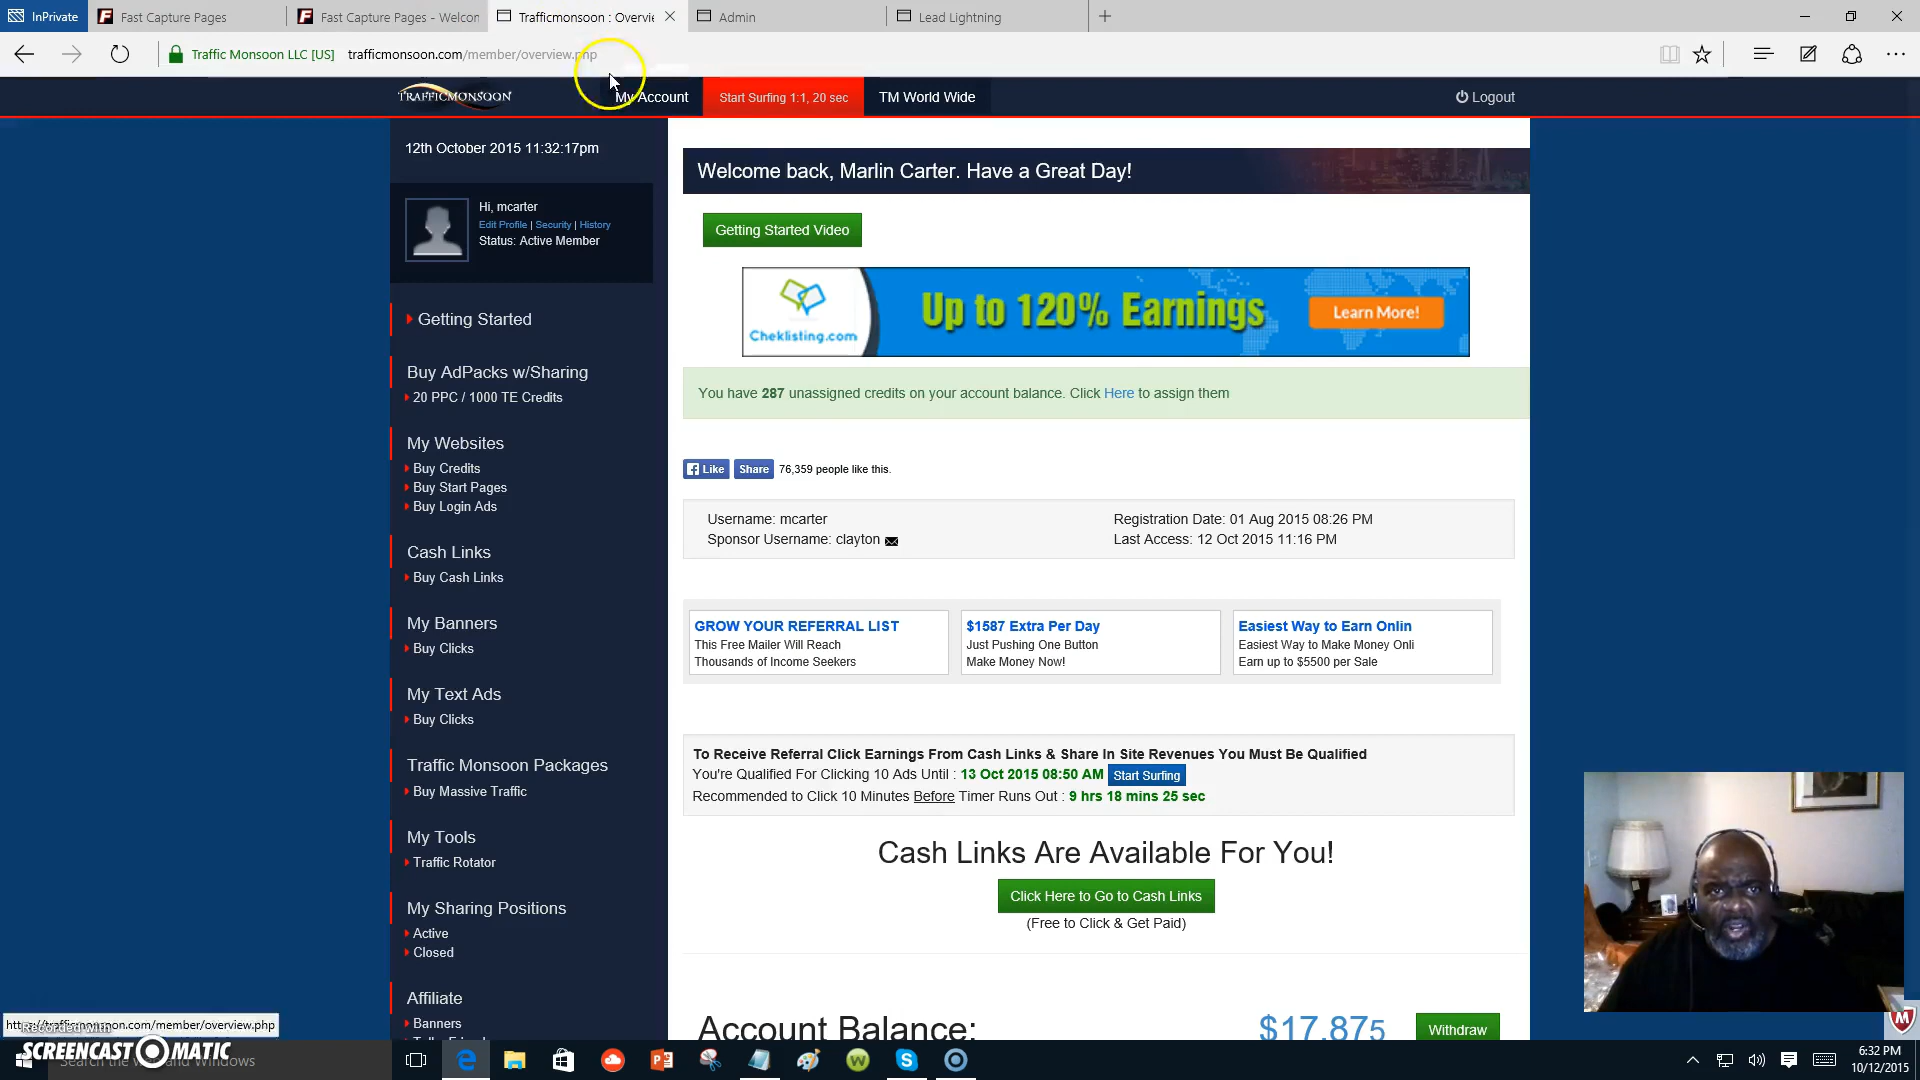 InPrivate
Fast Capture Pages
Fast Capture Pages - Welcon
Trafficmonsoon : Overvie
Admin
Lead Lightning
Traffic Monsoon LLC [US]
trafficmonsoon.com/member/overview.php
TRAFFICMONSOON
My Account
Start Surfing 1:1, 20 sec
TM World Wide
Logout
12th October 2015 11:32:17pm
Hi, mcarter
Edit Profile | Security | History
Status: Active Member
Getting Started
Buy AdPacks w/Sharing
20 PPC / 1000 TE Credits
My Websites
Buy Credits
Buy Start Pages
Buy Login Ads
Cash Links
Buy Cash Links
My Banners
Buy Clicks
My Text Ads
Buy Clicks
Traffic Monsoon Packages
Buy Massive Traffic
My Tools
Traffic Rotator
My Sharing Positions
Active
Closed
Affiliate
Banners
Welcome back, Marlin Carter. Have a Great Day!
Getting Started Video
Cheklisting.com
Up to 120% Earnings
Learn More!
You have 287 unassigned credits on your account balance. Click Here to assign them
Like
Share
76,359 people like this.
Username: mcarter
Sponsor Username: clayton
Registration Date: 01 Aug 2015 08:26 PM
Last Access: 12 Oct 2015 11:16 PM
GROW YOUR REFERRAL LIST
This Free Mailer Will Reach
Thousands of Income Seekers
$1587 Extra Per Day
Just Pushing One Button
Make Money Now!
Easiest Way to Earn Onlin
Easiest Way to Make Money Onli
Earn up to $5500 per Sale
To Receive Referral Click Earnings From Cash Links & Share In Site Revenues You Must Be Qualified
You're Qualified For Clicking 10 Ads Until : 13 Oct 2015 08:50 AM Start Surfing
Recommended to Click 10 Minutes Before Timer Runs Out : 9 hrs 18 mins 25 sec
Cash Links Are Available For You!
Click Here to Go to Cash Links
(Free to Click & Get Paid)
Account Balance:
$17.875
Withdraw
https://trafficmonsoon.com/member/overview.php
Recorded with
SCREENCAST O MATIC
Search the web and Windows
6:32 PM
10/12/2015